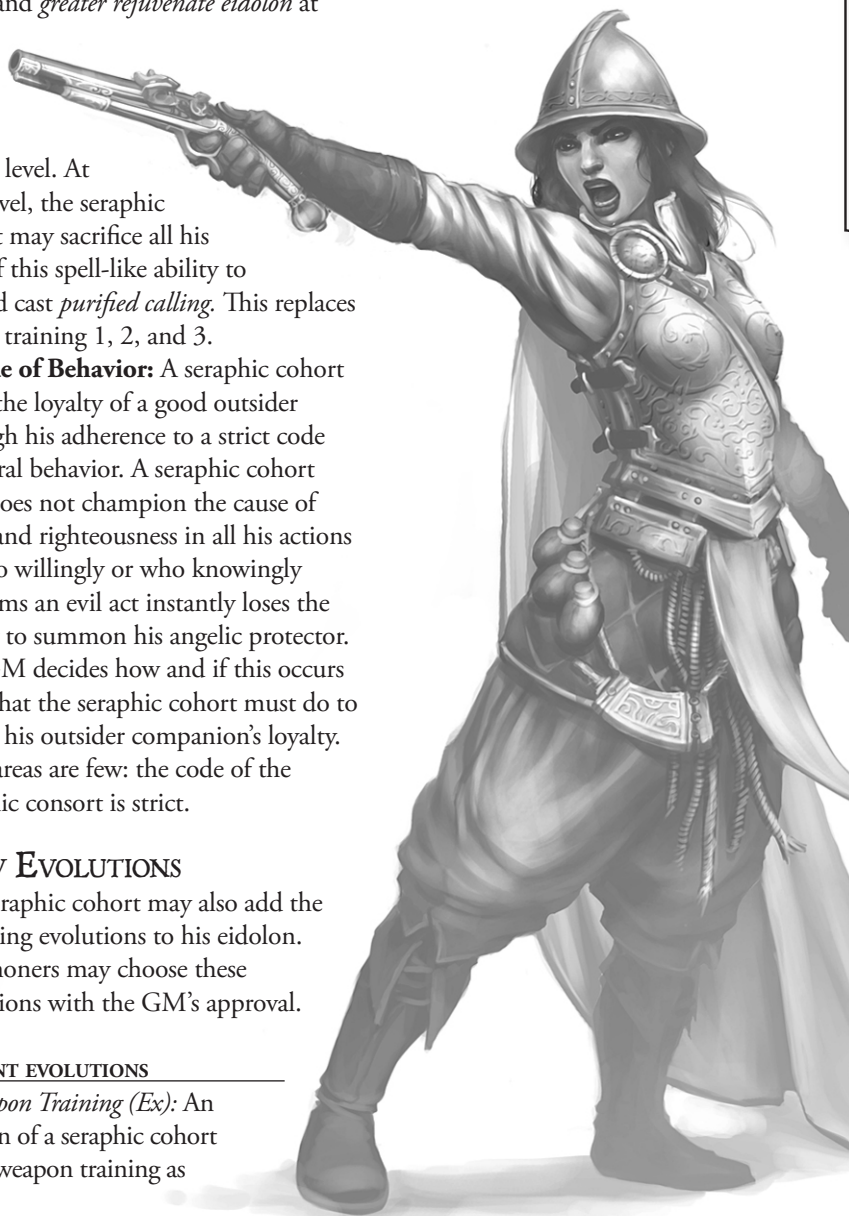 and greater rejuvenate eidolon at
level. At
vel, the seraphic
t may sacrifice all his
f this spell-like ability to
d cast purified calling. This replaces
training 1, 2, and 3.
e of Behavior: A seraphic cohort
the loyalty of a good outsider
gh his adherence to a strict code
ral behavior. A seraphic cohort
oes not champion the cause of
and righteousness in all his actions
o willingly or who knowingly
ms an evil act instantly loses the
to summon his angelic protector.
M decides how and if this occurs
hat the seraphic cohort must do to
his outsider companion’s loyalty.
areas are few: the code of the
ic consort is strict.
Evolutions
raphic cohort may also add the
ing evolutions to his eidolon.
oners may choose these
ions with the GM’s approval.
nt evolutions
pon Training (Ex): An
n of a seraphic cohort
weapon training as